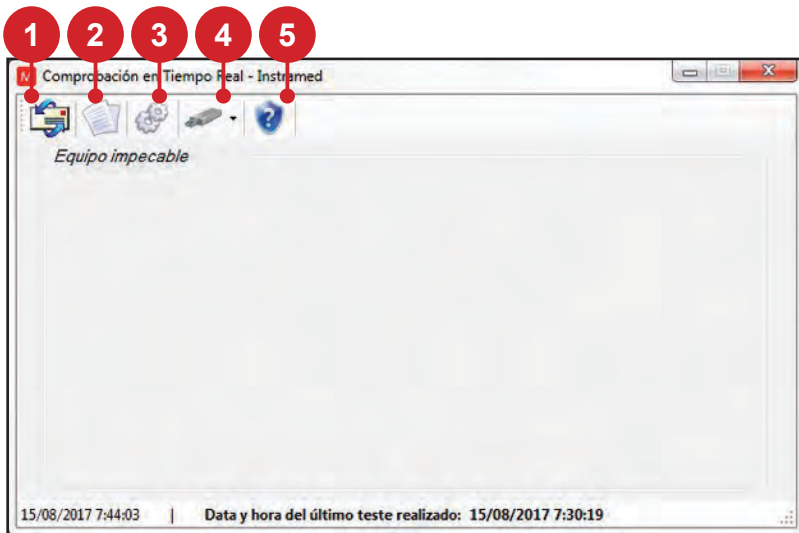 1 2 3 4 5
Comprobación en Tiempo Real - Instramed
Equipo impecable
15/08/2017 7:44:03 | Data y hora del último teste realizado: 15/08/2017 7:30:19